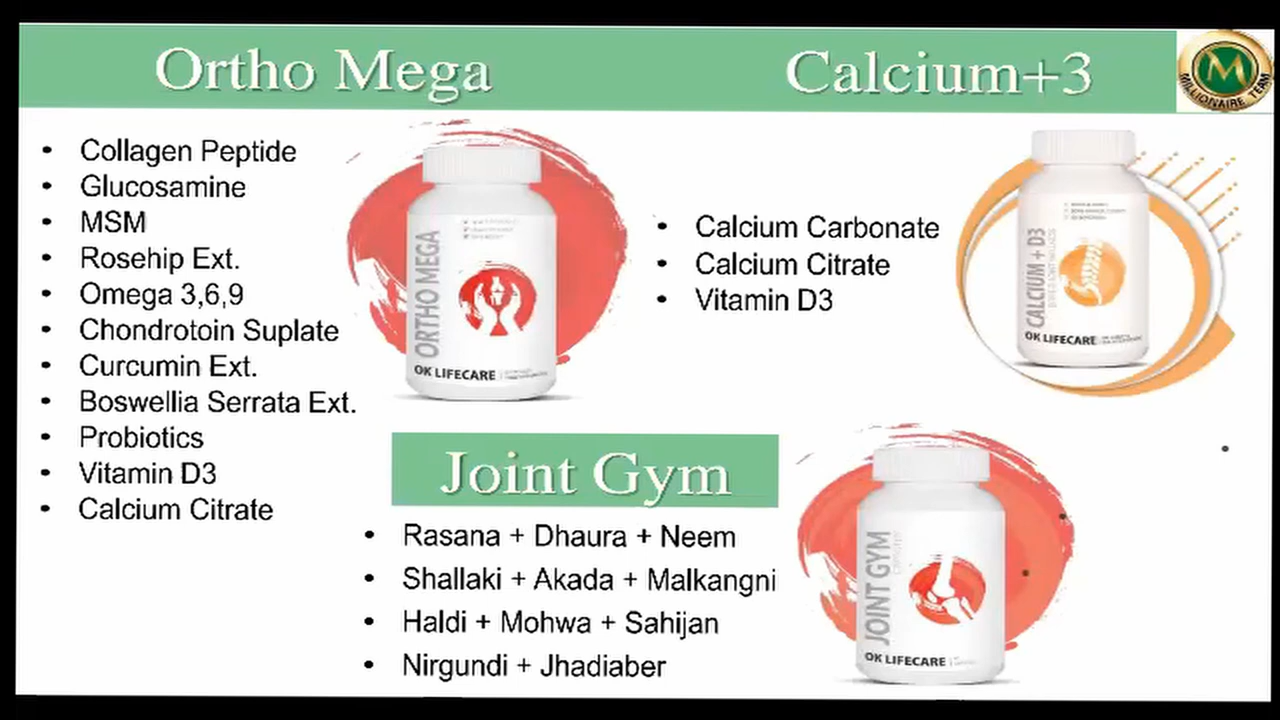 Ortho Mega
Calcium+3
MILLIONAIRE TEAM
• Collagen Peptide
• Glucosamine
• MSM
• Rosehip Ext.
• Omega 3,6,9
• Chondrotoin Suplate
• Curcumin Ext.
• Boswellia Serrata Ext.
• Probiotics
• Vitamin D3
• Calcium Citrate
ORTHO MEGA
OK LIFECARE
• Calcium Carbonate
• Calcium Citrate
• Vitamin D3
CALCIUM + D3
OK LIFECARE
Joint Gym
• Rasana + Dhaura + Neem
• Shallaki + Akada + Malkangni
• Haldi + Mohwa + Sahijan
• Nirgundi + Jhadiaber
JOINT GYM
OK LIFECARE